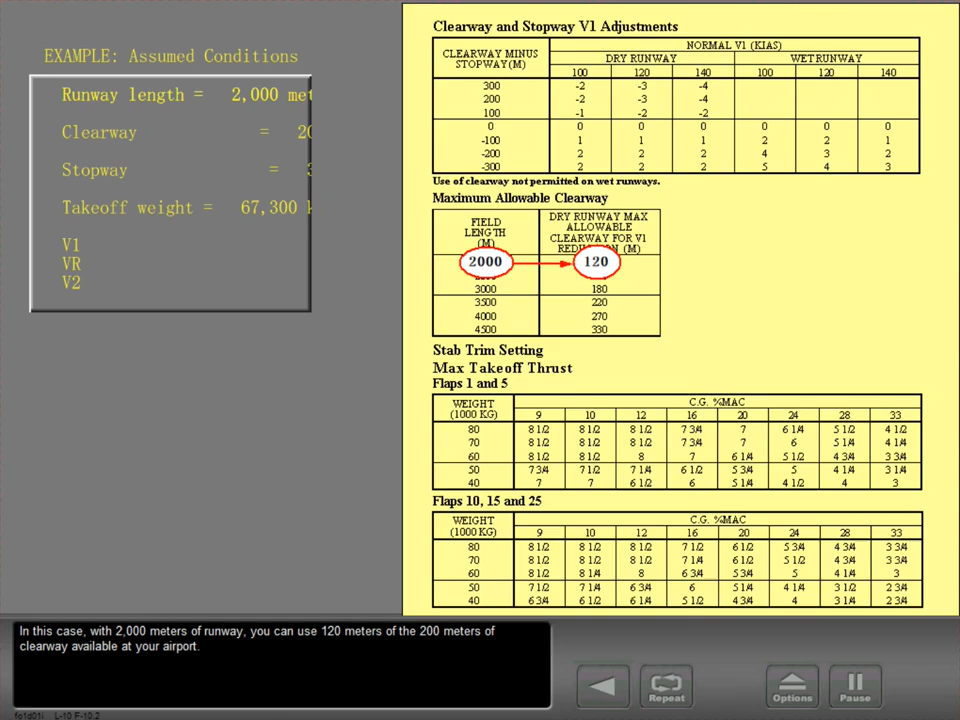 EXAMPLE: Assumed Conditions
Runway length = 2,000 met
Clearway = 20
Stopway = 3
Takeoff weight = 67,300 k
V1
VR
V2
Clearway and Stopway V1 Adjustments
CLEARWAY MINUS STOPWAY (M) NORMAL V1 (KIAS)
DRY RUNWAY WET RUNWAY
100 120 140 100 120 140
300 -2 -3 -4
200 -2 -3 -4
100 -1 -2 -2
0 0 0 0 0 0 0
-100 1 1 1 2 2 1
-200 2 2 2 4 3 2
-300 2 2 2 5 4 3
Use of clearway not permitted on wet runways.
Maximum Allowable Clearway
FIELD LENGTH (M) DRY RUNWAY MAX ALLOWABLE CLEARWAY FOR V1 (M)
2000 120
3000 180
3500 220
4000 270
4500 330
Stab Trim Setting
Max Takeoff Thrust
Flaps 1 and 5
WEIGHT (1000 KG) C.G. %MAC
9 10 12 16 20 24 28 33
80 8 1/2 8 1/2 8 1/2 7 3/4 7 6 1/4 5 1/2 4 1/2
70 8 1/2 8 1/2 8 1/2 7 3/4 7 6 5 1/4 4 1/4
60 8 1/2 8 1/2 8 7 6 1/4 5 1/2 4 3/4 3 3/4
50 7 3/4 7 1/2 7 1/4 6 1/2 5 3/4 5 4 1/4 3 1/4
40 7 7 6 1/2 6 5 1/4 4 1/2 4 3
Flaps 10, 15 and 25
WEIGHT (1000 KG) C.G. %MAC
9 10 12 16 20 24 28 33
80 8 1/2 8 1/2 8 1/2 7 1/2 6 1/2 5 3/4 4 3/4 3 3/4
70 8 1/2 8 1/2 8 1/2 7 1/4 6 1/2 5 1/2 4 3/4 3 3/4
60 8 1/2 8 1/4 8 6 3/4 5 3/4 5 4 1/4 3
50 7 1/2 7 1/4 6 3/4 6 5 1/4 4 1/4 3 1/2 2 3/4
40 6 3/4 6 1/2 6 1/4 5 1/2 4 3/4 4 3 1/4 2 3/4
In this case, with 2,000 meters of runway, you can use 120 meters of the 200 meters of
clearway available at your airport.
Repeat
Options
Pause
fo1d01i L-10 F-10.2